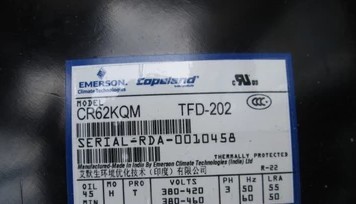 EMERSON Copeland
Climate Technologies
MODEL
CR62KQM TFD-202
SERIAL-RDA-0010458
THERMALLY PROTECTED
Manufactured-Made In India By Emerson Climate Technologies (India) Ltd
艾默生环境优化技术（印度）有限公司 R-22
OIL MO PRO VOLTS PH HZ LRA
45 H T 380-420 3 50 55
MIN 380-460 60 50